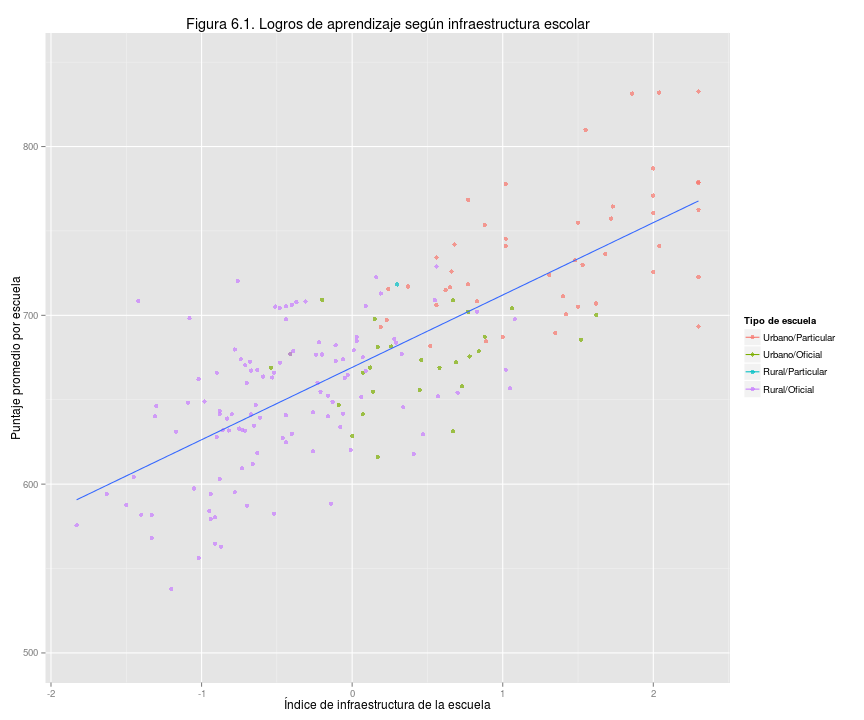 Figura 6.1. Logros de aprendizaje según infraestructura escolar
Puntaje promedio por escuela
800
700
600
500
-2
-1
0
1
2
Índice de infraestructura de la escuela
Tipo de escuela
Urbano/Particular
Urbano/Oficial
Rural/Particular
Rural/Oficial